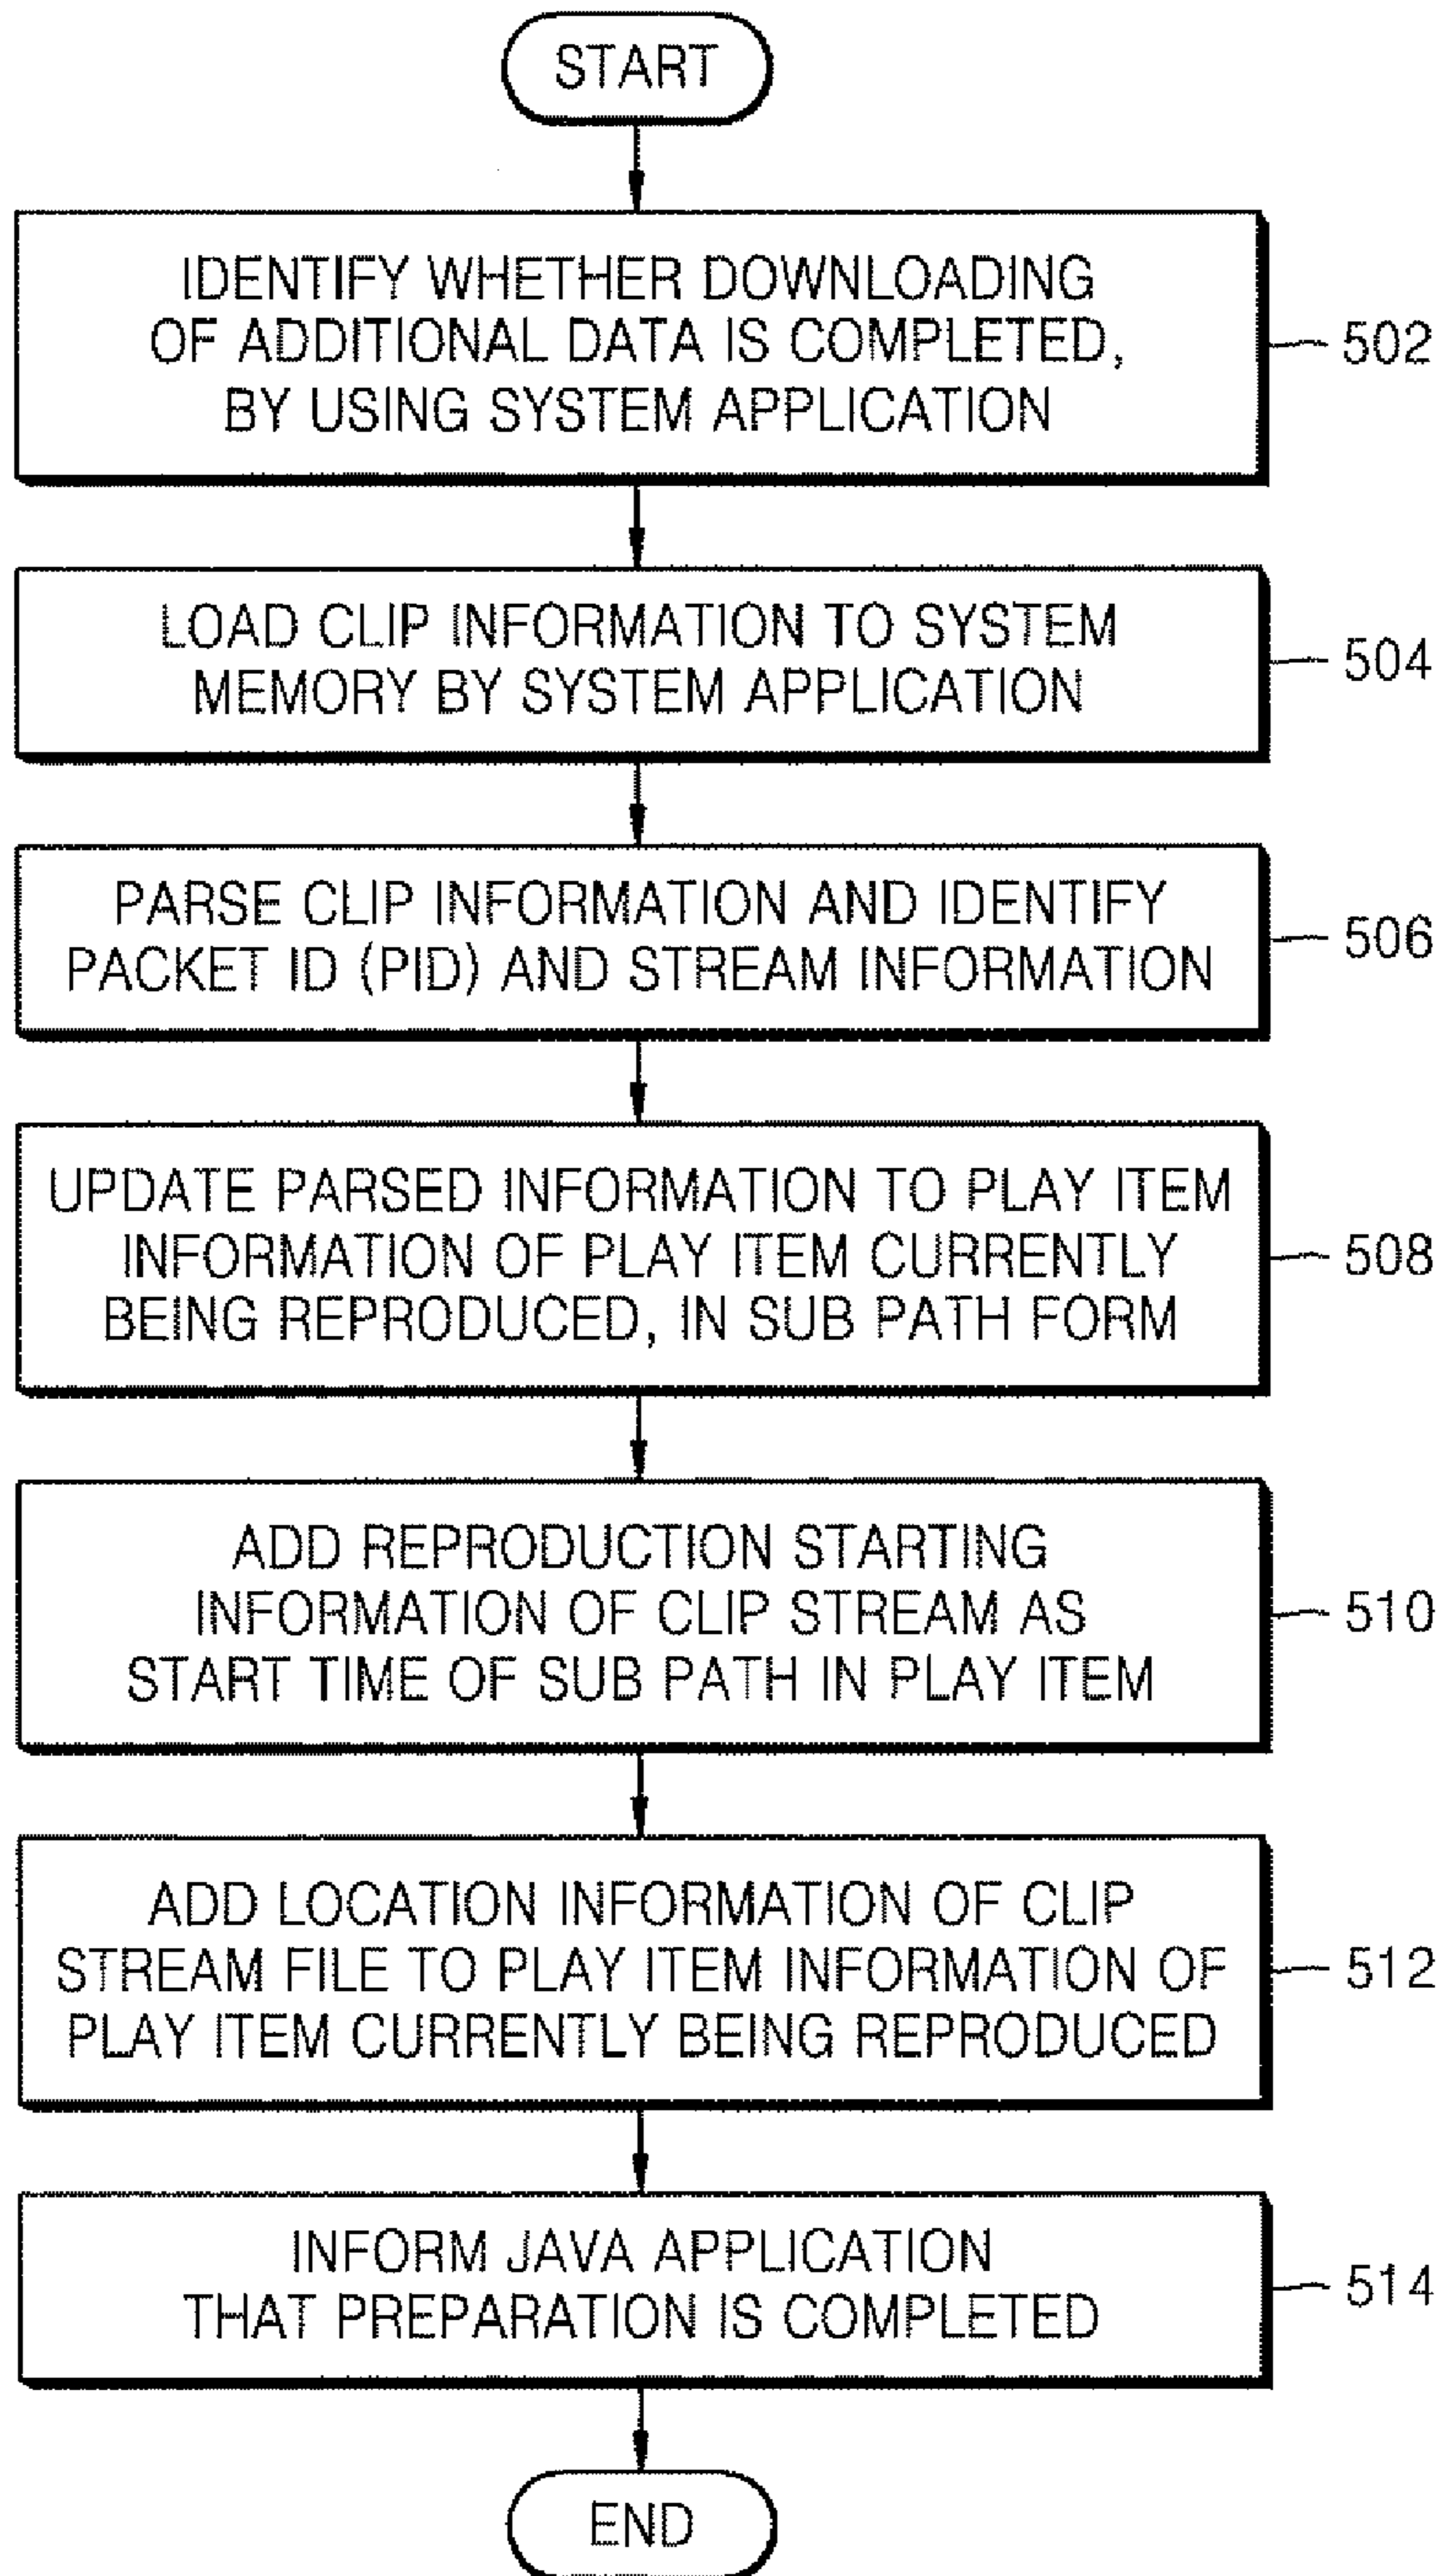 START
IDENTIFY WHETHER DOWNLOADING
OF ADDITIONAL DATA IS COMPLETED,
BY USING SYSTEM APPLICATION
502
LOAD CLIP INFORMATION TO SYSTEM
MEMORY BY SYSTEM APPLICATION
504
PARSE CLIP INFORMATION AND IDENTIFY
PACKET ID (PID) AND STREAM INFORMATION
506
UPDATE PARSED INFORMATION TO PLAY ITEM
INFORMATION OF PLAY ITEM CURRENTLY
BEING REPRODUCED, IN SUB PATH FORM
508
ADD REPRODUCTION STARTING
INFORMATION OF CLIP STREAM AS
START TIME OF SUB PATH IN PLAY ITEM
510
ADD LOCATION INFORMATION OF CLIP
STREAM FILE TO PLAY ITEM INFORMATION OF
PLAY ITEM CURRENTLY BEING REPRODUCED
512
INFORM JAVA APPLICATION
THAT PREPARATION IS COMPLETED
514
END